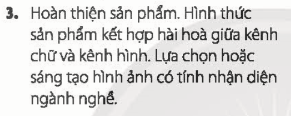 3. Hoàn thiện sản phẩm. Hình thức
sản phẩm kết hợp hài hoà giữa kênh
chữ và kênh hình. Lựa chọn hoặc
sáng tạo hình ảnh có tính nhận diện
ngành nghề.